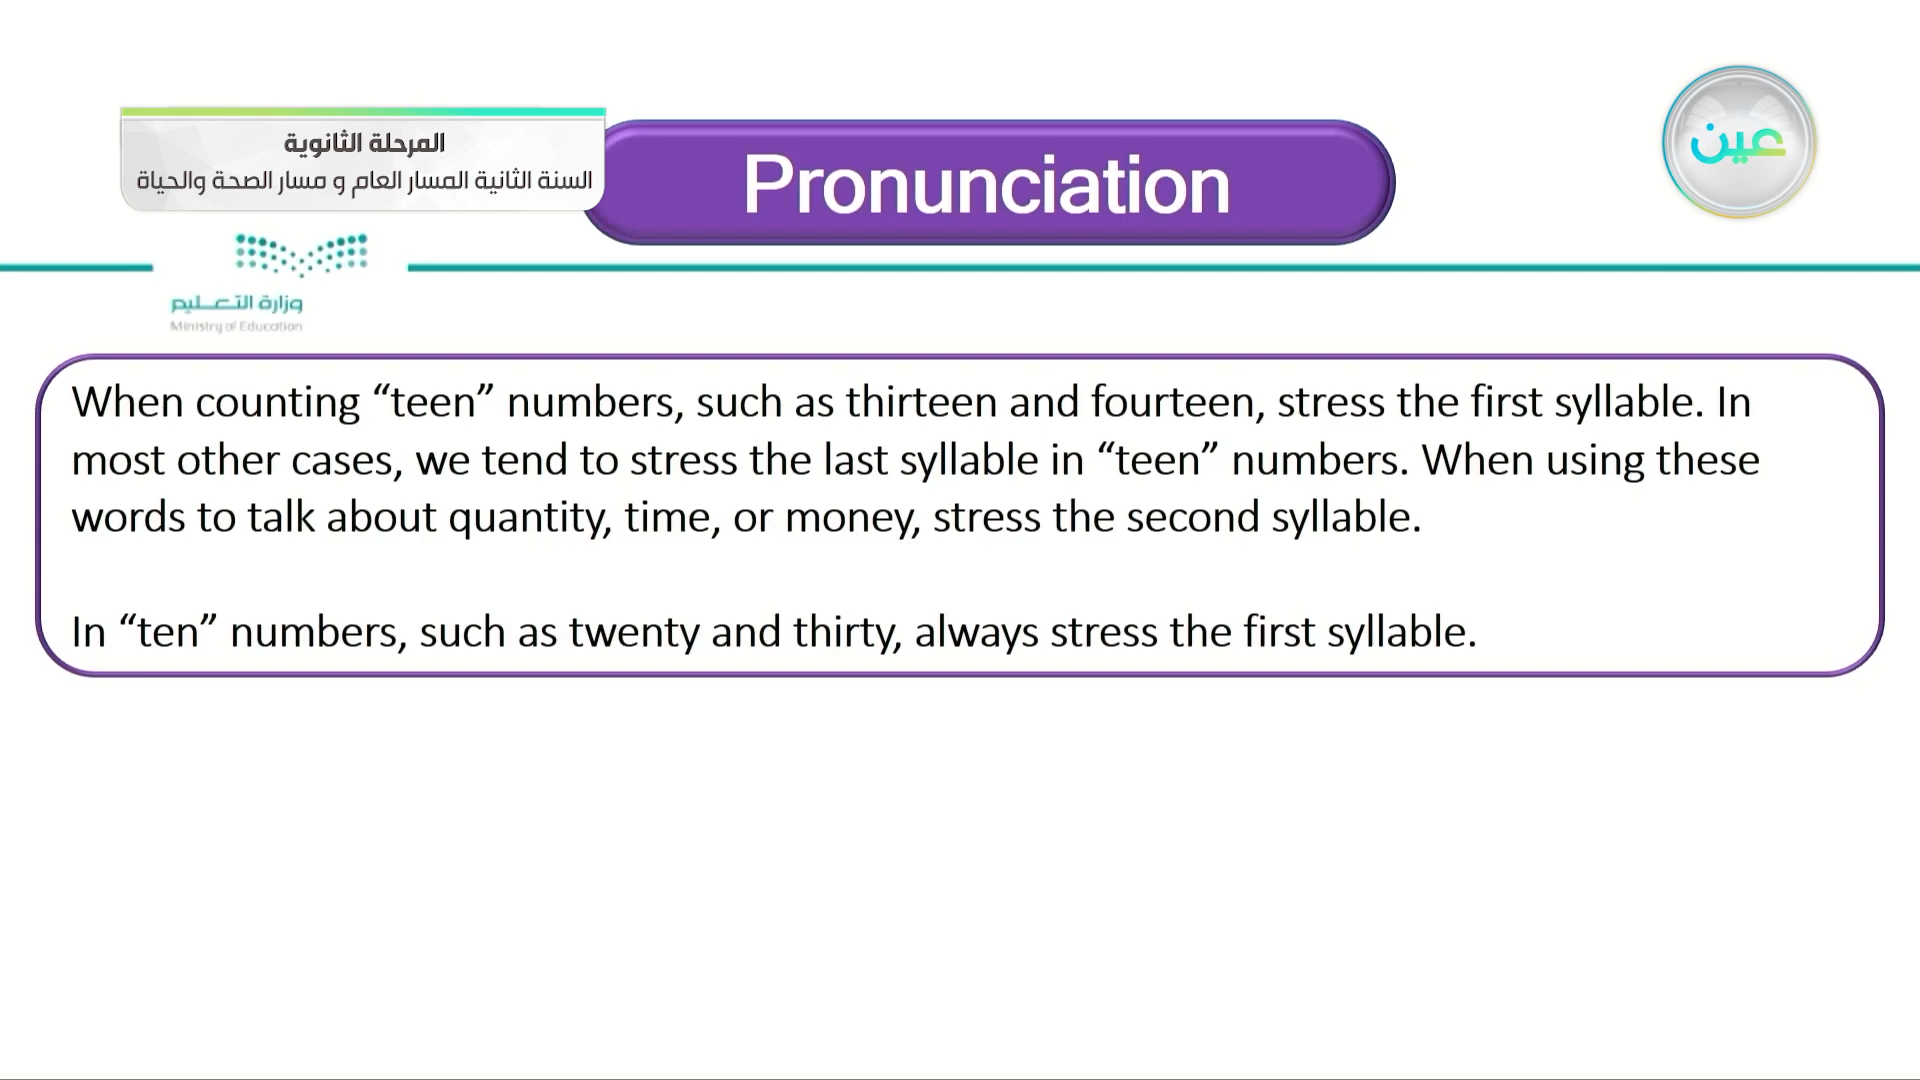 المرحلة الثانوية
السنة الثانية المسار العام و مسار الصحة والحياة
Pronunciation
عين
وزارة التعـــليم
Ministry of Education
When counting “teen” numbers, such as thirteen and fourteen, stress the first syllable. In
most other cases, we tend to stress the last syllable in “teen” numbers. When using these
words to talk about quantity, time, or money, stress the second syllable.
In “ten” numbers, such as twenty and thirty, always stress the first syllable.